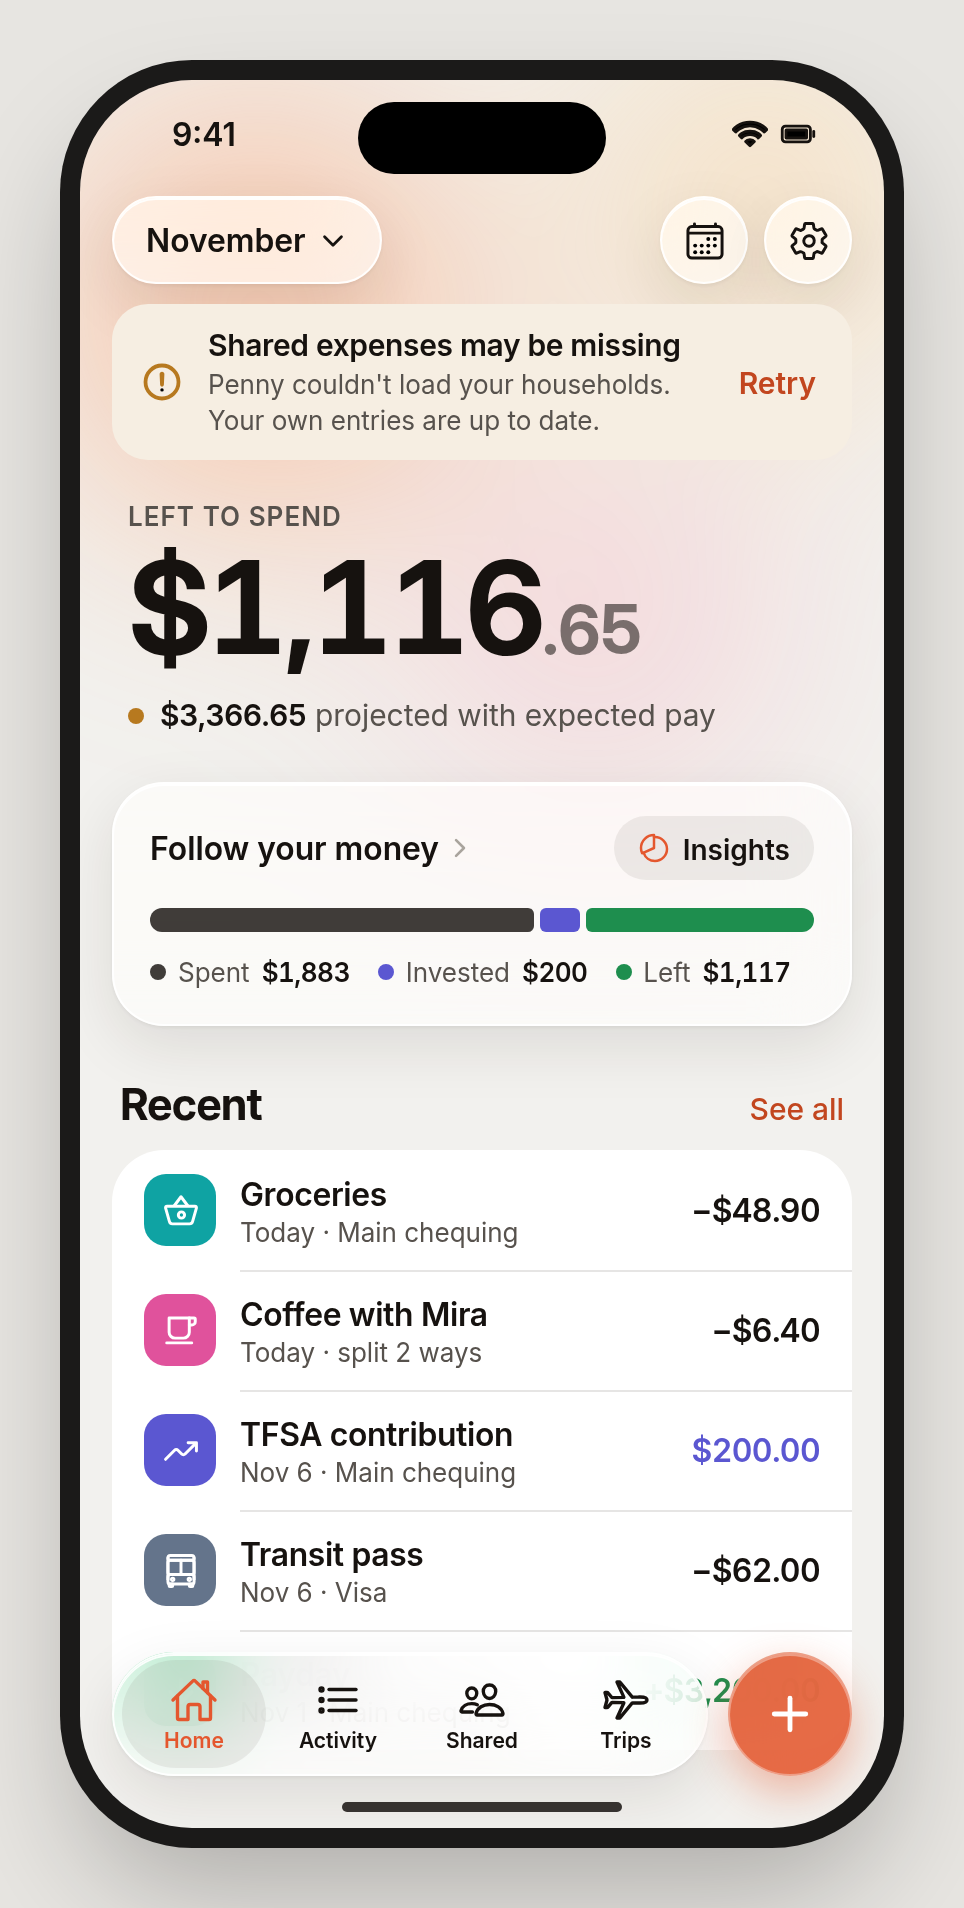 9:41
November
Shared expenses may be missing
Penny couldn't load your households.
Your own entries are up to date.
Retry
LEFT TO SPEND
$1,116.65
$3,366.65 projected with expected pay
Follow your money
Insights
Spent $1,883 Invested $200 Left $1,117
Recent
See all
Groceries
Today · Main chequing
−$48.90
Coffee with Mira
Today · split 2 ways
−$6.40
TFSA contribution
Nov 6 · Main chequing
$200.00
Transit pass
Nov 6 · Visa
−$62.00
Nov 1 · Main chequing
Home
Activity
Shared
Trips